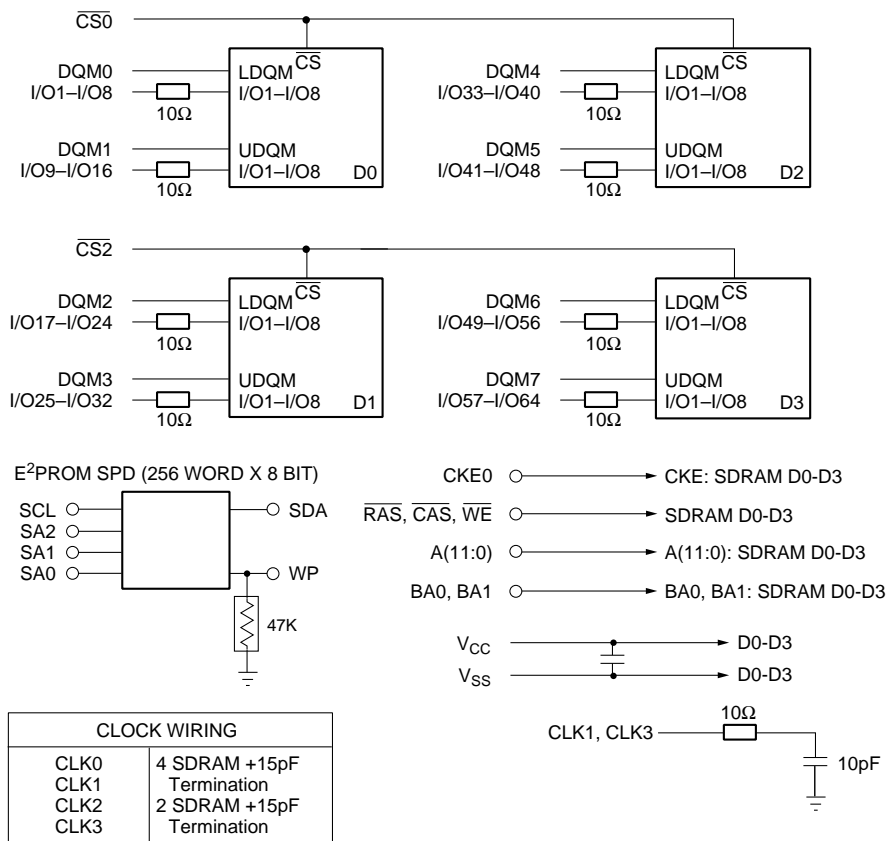 CS0
CS
DQM0
LDQM
I/O1–I/O8
I/O1–I/O8
10Ω
DQM1
UDQM
I/O9–I/O16
I/O1–I/O8
D0
10Ω
CS
DQM4
LDQM
I/O33–I/O40
I/O1–I/O8
10Ω
DQM5
UDQM
I/O41–I/O48
I/O1–I/O8
D2
10Ω
CS2
CS
DQM2
LDQM
I/O17–I/O24
I/O1–I/O8
10Ω
DQM3
UDQM
I/O25–I/O32
I/O1–I/O8
D1
10Ω
CS
DQM6
LDQM
I/O49–I/O56
I/O1–I/O8
10Ω
DQM7
UDQM
I/O57–I/O64
I/O1–I/O8
D3
10Ω
E²PROM SPD (256 WORD X 8 BIT)
SCL
SDA
SA2
SA1
SA0
WP
47K
CKE0 CKE: SDRAM D0-D3
RAS, CAS, WE SDRAM D0-D3
A(11:0) A(11:0): SDRAM D0-D3
BA0, BA1 BA0, BA1: SDRAM D0-D3
VCC D0-D3
VSS D0-D3
CLOCK WIRING
CLK0 4 SDRAM +15pF
CLK1 Termination
CLK2 2 SDRAM +15pF
CLK3 Termination
10Ω
CLK1, CLK3
10pF